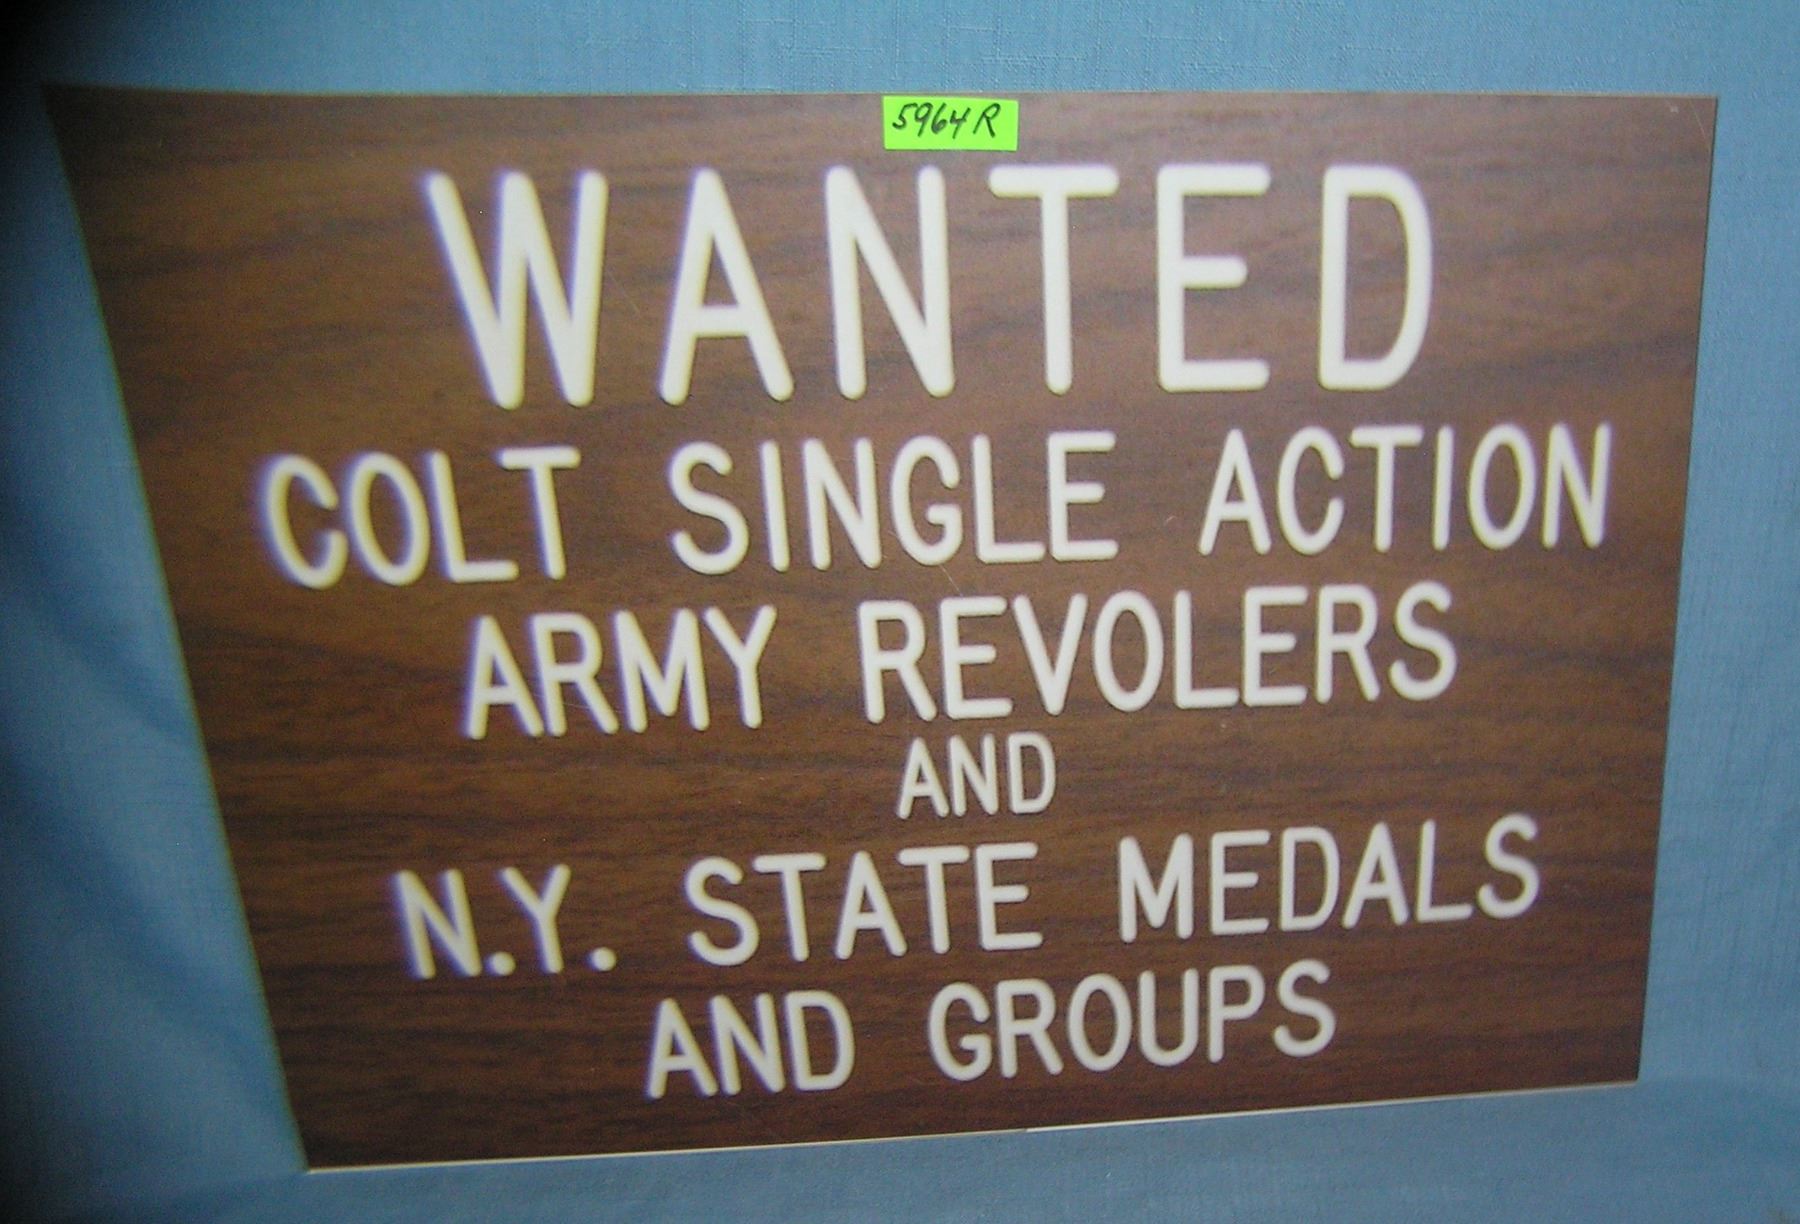 5964R
WANTED
COLT SINGLE ACTION
ARMY REVOLERS
AND
N.Y. STATE MEDALS
AND GROUPS